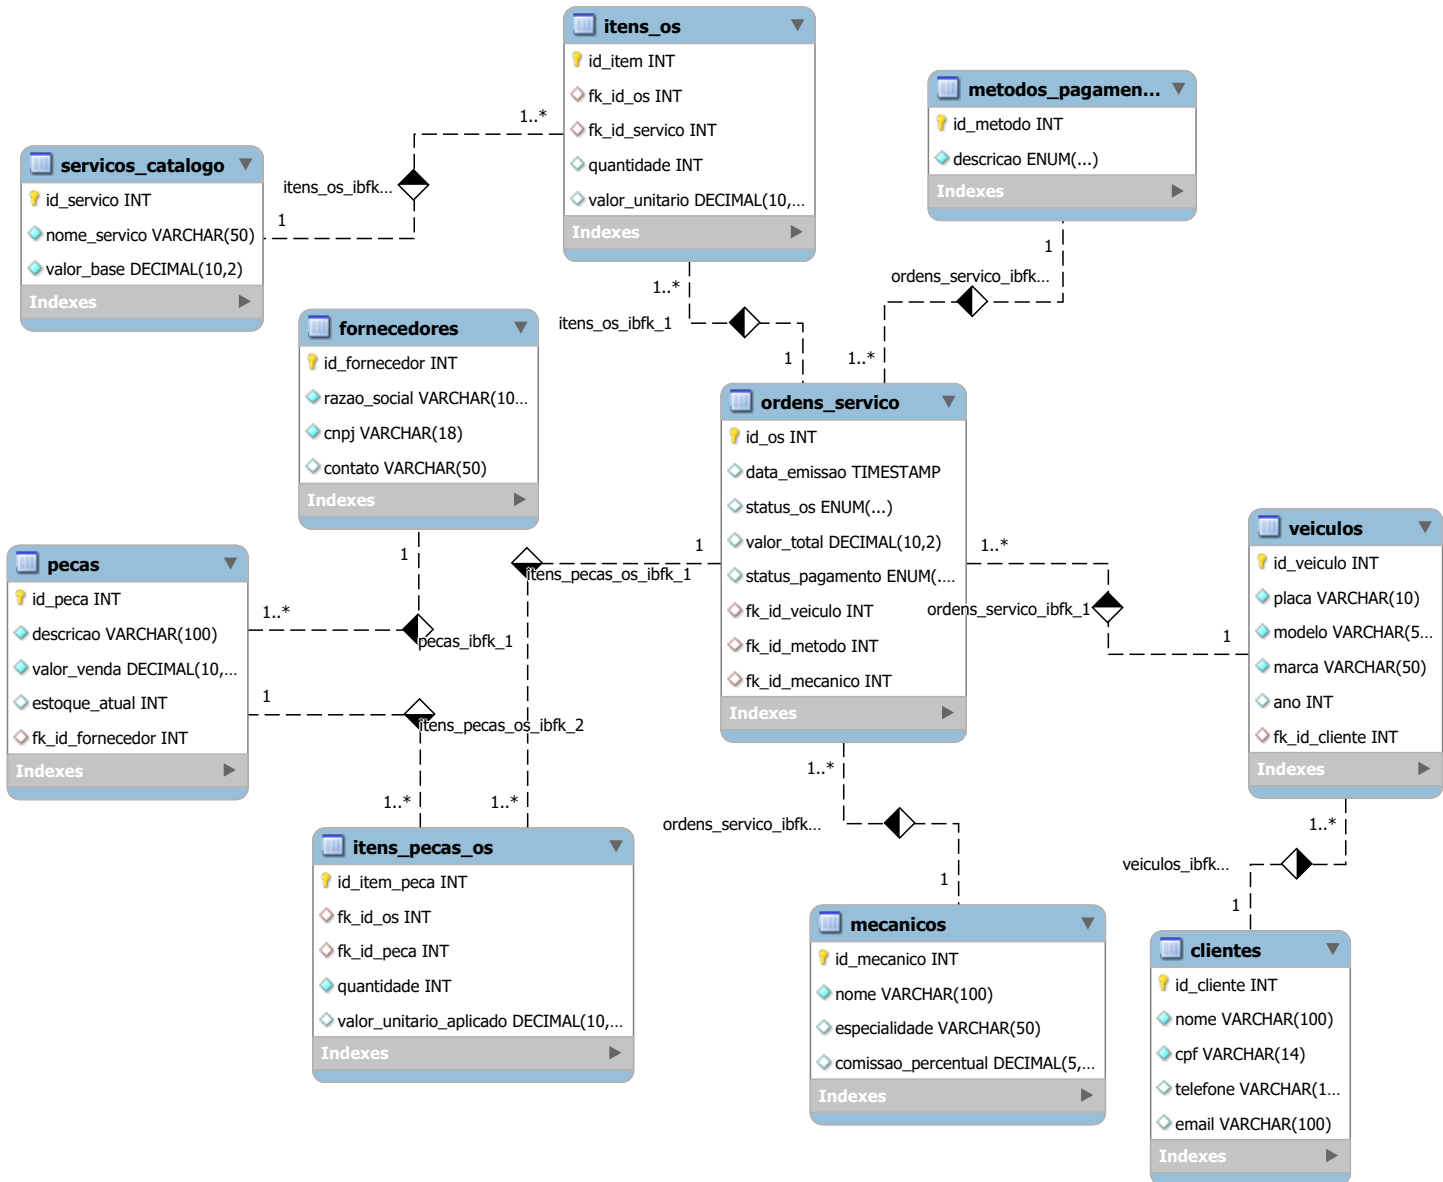 itens_os
id_item INT
fk_id_os INT
fk_id_servico INT
quantidade INT
valor_unitario DECIMAL(10,...
Indexes
metodos_pagamen...
id_metodo INT
descricao ENUM(...)
Indexes
servicos_catalogo
id_servico INT
nome_servico VARCHAR(50)
valor_base DECIMAL(10,2)
Indexes
1..*
itens_os_ibfk...
1
1..*
itens_os_ibfk_1
1
1
ordens_servico_ibfk...
1..*
fornecedores
id_fornecedor INT
razao_social VARCHAR(10...
cnpj VARCHAR(18)
contato VARCHAR(50)
Indexes
ordens_servico
id_os INT
data_emissao TIMESTAMP
status_os ENUM(...)
valor_total DECIMAL(10,2)
status_pagamento ENUM(....
fk_id_veiculo INT
fk_id_metodo INT
fk_id_mecanico INT
Indexes
veiculos
id_veiculo INT
placa VARCHAR(10)
modelo VARCHAR(5...
marca VARCHAR(50)
ano INT
fk_id_cliente INT
Indexes
pecas
id_peca INT
descricao VARCHAR(100)
valor_venda DECIMAL(10,...
estoque_atual INT
fk_id_fornecedor INT
Indexes
1
1..*
pecas_ibfk_1
1
itens_pecas_os_ibfk_2
1..*
1
itens_pecas_os_ibfk_1
1..*
1..*
ordens_servico_ibfk_1
1
1..*
ordens_servico_ibfk...
1
1..*
veiculos_ibfk...
1
itens_pecas_os
id_item_peca INT
fk_id_os INT
fk_id_peca INT
quantidade INT
valor_unitario_aplicado DECIMAL(10,...
Indexes
mecanicos
id_mecanico INT
nome VARCHAR(100)
especialidade VARCHAR(50)
comissao_percentual DECIMAL(5,...
Indexes
clientes
id_cliente INT
nome VARCHAR(100)
cpf VARCHAR(14)
telefone VARCHAR(1...
email VARCHAR(100)
Indexes